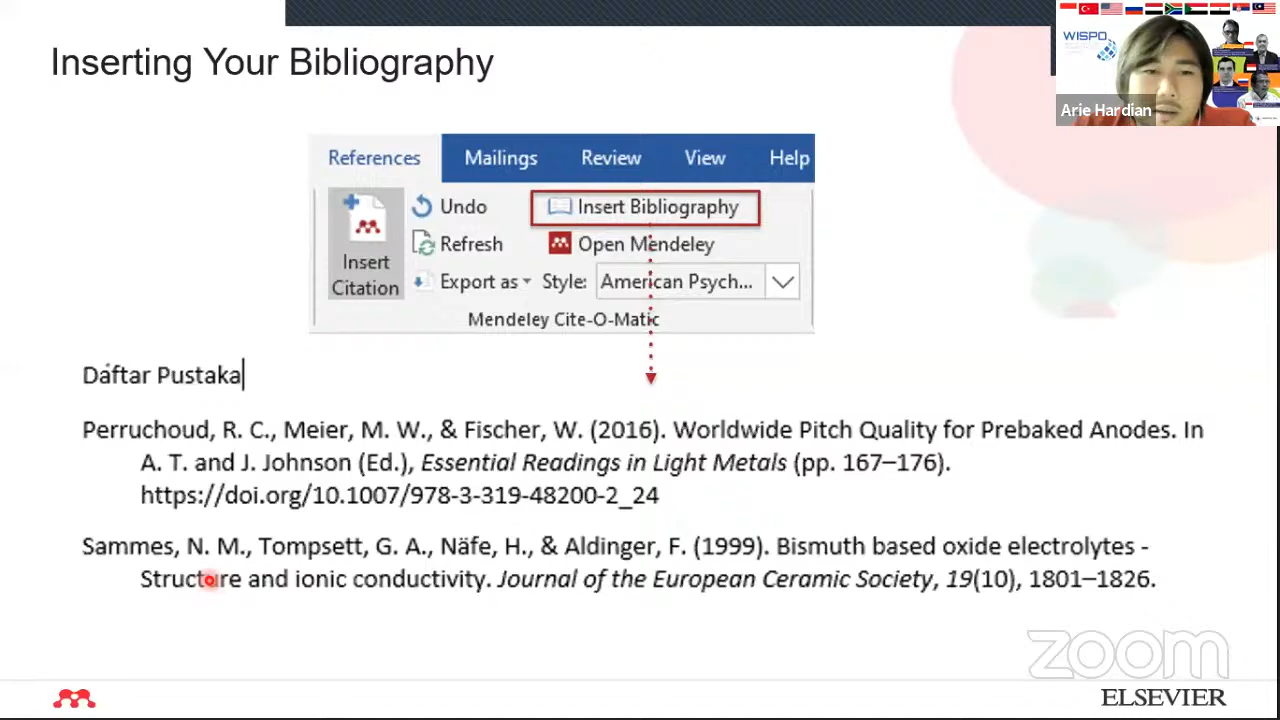 Inserting Your Bibliography
WISPO
Arie Hardian
References Mailings Review View Help
Insert Citation
Undo
Refresh
Export as
Insert Bibliography
Open Mendeley
Style: American Psych...
Mendeley Cite-O-Matic
Daftar Pustaka
Perruchoud, R. C., Meier, M. W., & Fischer, W. (2016). Worldwide Pitch Quality for Prebaked Anodes. In
A. T. and J. Johnson (Ed.), Essential Readings in Light Metals (pp. 167–176).
https://doi.org/10.1007/978-3-319-48200-2_24
Sammes, N. M., Tompsett, G. A., Näfe, H., & Aldinger, F. (1999). Bismuth based oxide electrolytes -
Structure and ionic conductivity. Journal of the European Ceramic Society, 19(10), 1801–1826.
zoom
ELSEVIER